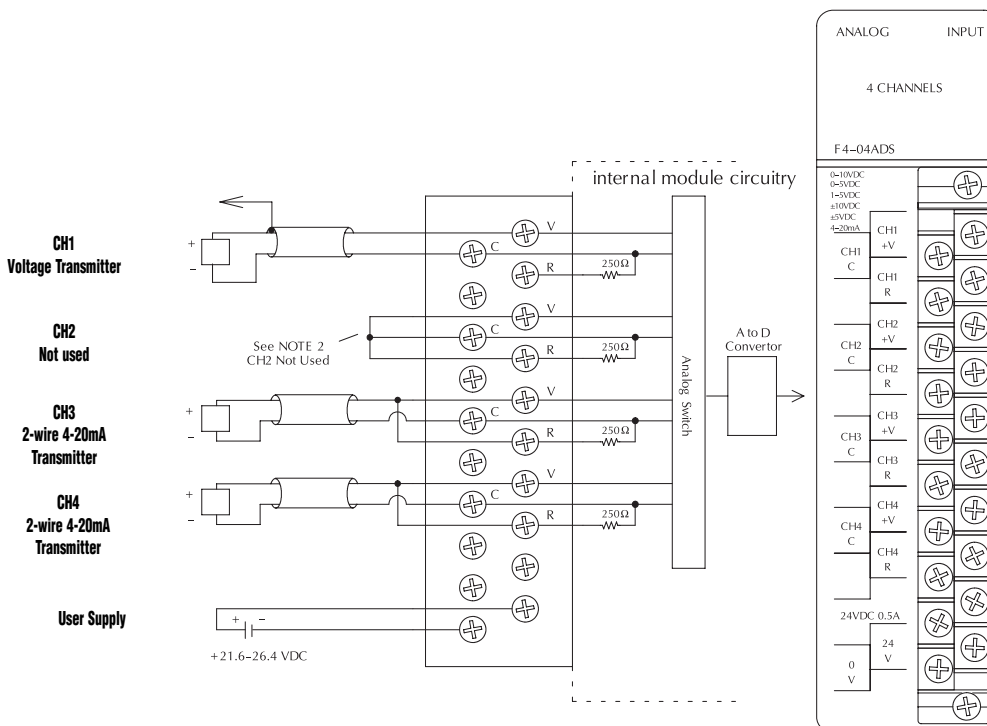 ANALOG INPUT
4 CHANNELS
F4–04ADS
0–10VDC
0–5VDC
1–5VDC
±10VDC
±5VDC
4–20mA
internal module circuitry
CH1
Voltage Transmitter
+
–
V
C
R
250Ω
CH2
Not used
See NOTE 2
CH2 Not Used
V
C
R
250Ω
CH3
2-wire 4-20mA
Transmitter
+
–
V
C
R
250Ω
CH4
2-wire 4-20mA
Transmitter
+
–
V
C
R
250Ω
User Supply
+ –
+21.6–26.4 VDC
Analog Switch
A to D
Convertor
CH1
+V
CH1
C
CH1
R
CH2
+V
CH2
C
CH2
R
CH3
+V
CH3
C
CH3
R
CH4
+V
CH4
C
CH4
R
24VDC 0.5A
24
V
0
V